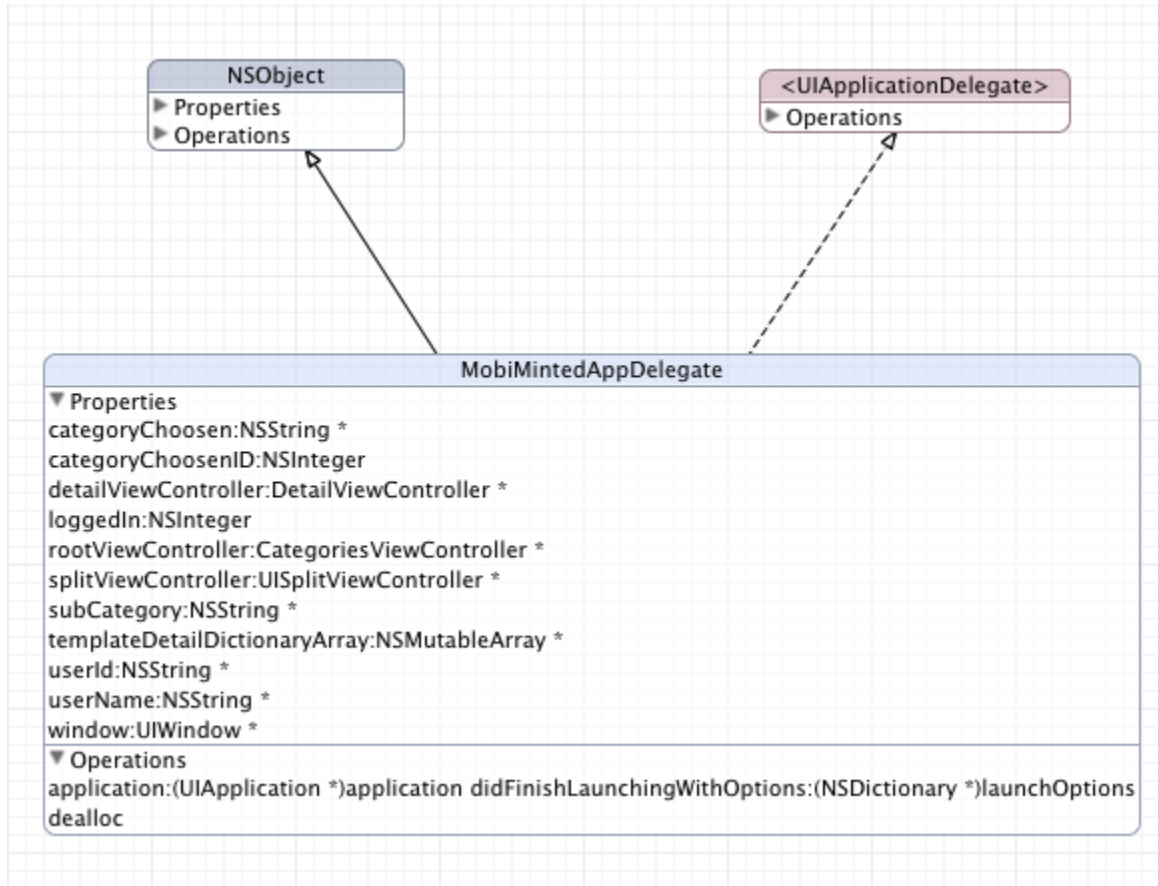 NSObject
Properties
Operations
<UIApplicationDelegate>
Operations
MobiMintedAppDelegate
Properties
categoryChoosen:NSString *
categoryChoosenID:NSInteger
detailViewController:DetailViewController *
loggedIn:NSInteger
rootViewController:CategoriesViewController *
splitViewController:UISplitViewController *
subCategory:NSString *
templateDetailDictionaryArray:NSMutableArray *
userId:NSString *
userName:NSString *
window:UIWindow *
Operations
application:(UIApplication *)application didFinishLaunchingWithOptions:(NSDictionary *)launchOptions
dealloc